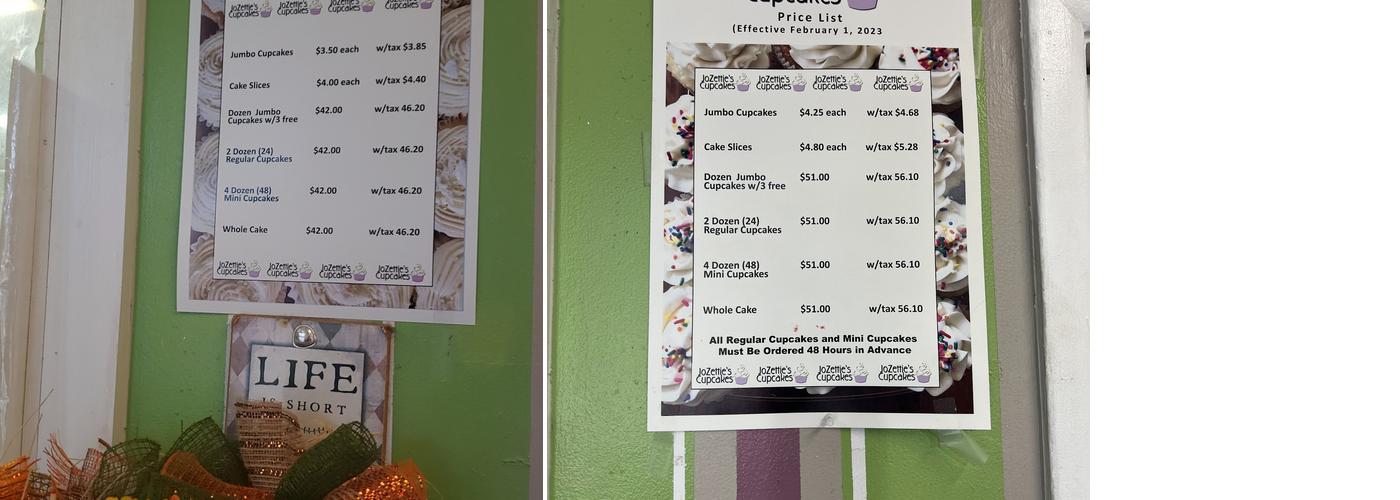 JoZettie's Cupcakes JoZettie's Cupcakes JoZettie's Cupcakes JoZettie's Cupcakes
Jumbo Cupcakes $3.50 each w/tax $3.85
Cake Slices $4.00 each w/tax $4.40
Dozen Jumbo $42.00 w/tax 46.20
Cupcakes w/3 free
2 Dozen (24) $42.00 w/tax 46.20
Regular Cupcakes
4 Dozen (48) $42.00 w/tax 46.20
Mini Cupcakes
Whole Cake $42.00 w/tax 46.20
JoZettie's Cupcakes JoZettie's Cupcakes JoZettie's Cupcakes JoZettie's Cupcakes
LIFE
IS SHORT
Cupcakes
Price List
(Effective February 1, 2023
JoZettie's Cupcakes JoZettie's Cupcakes JoZettie's Cupcakes JoZettie's Cupcakes
Jumbo Cupcakes $4.25 each w/tax $4.68
Cake Slices $4.80 each w/tax $5.28
Dozen Jumbo $51.00 w/tax 56.10
Cupcakes w/3 free
2 Dozen (24) $51.00 w/tax 56.10
Regular Cupcakes
4 Dozen (48) $51.00 w/tax 56.10
Mini Cupcakes
Whole Cake $51.00 w/tax 56.10
All Regular Cupcakes and Mini Cupcakes
Must Be Ordered 48 Hours in Advance
JoZettie's Cupcakes JoZettie's Cupcakes JoZettie's Cupcakes JoZettie's Cupcakes